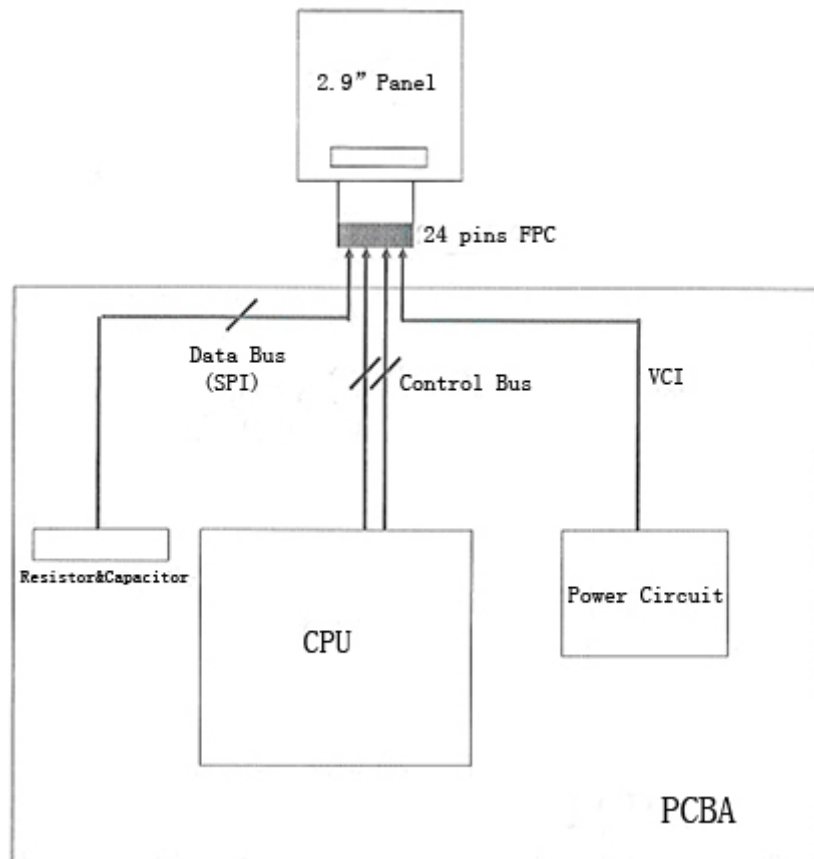 2.9” Panel
24 pins FPC
Data Bus
(SPI)
Control Bus
VCI
Resistor&Capacitor
CPU
Power Circuit
PCBA